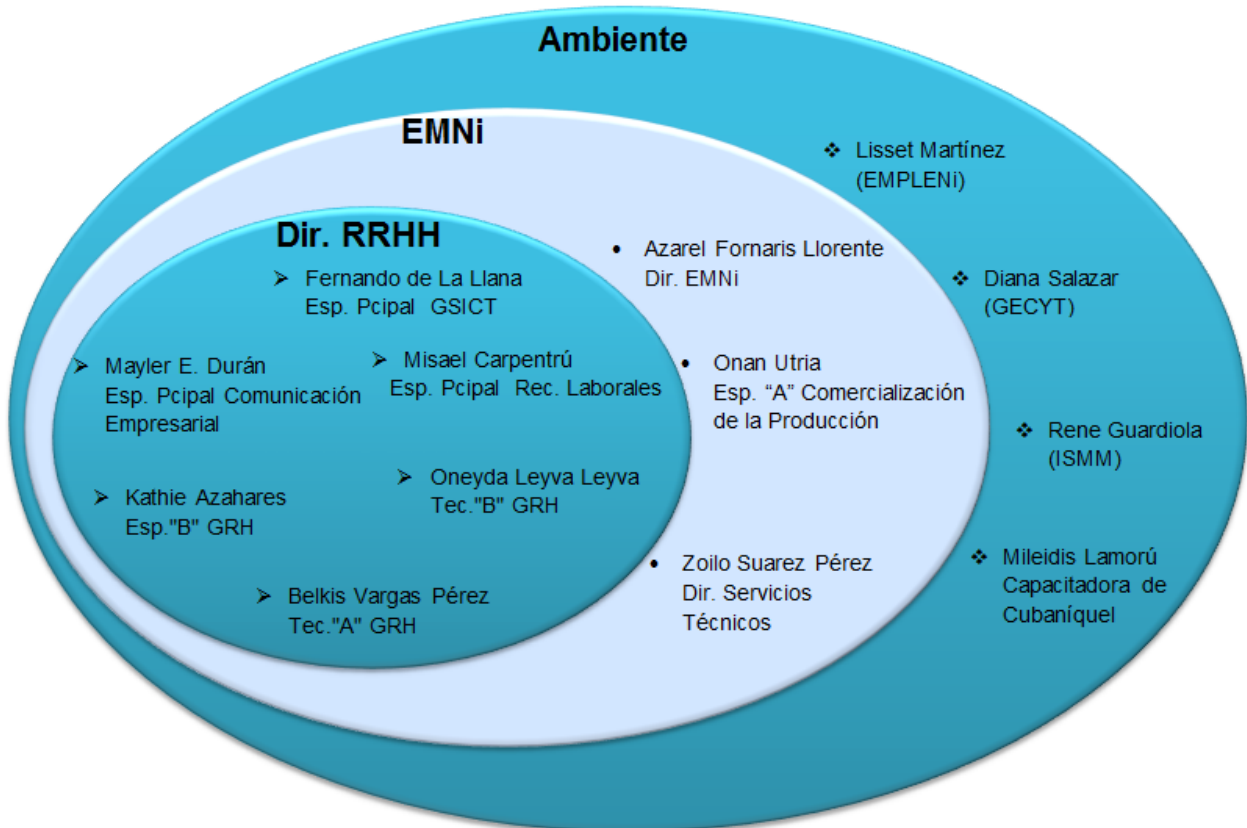 Ambiente
EMNi
Dir. RRHH
➢ Fernando de La Llana
Esp. Pcipal GSICT
➢ Mayler E. Durán
Esp. Pcipal Comunicación
Empresarial
➢ Misael Carpentrú
Esp. Pcipal Rec. Laborales
➢ Kathie Azahares
Esp."B" GRH
➢ Oneyda Leyva Leyva
Tec."B" GRH
➢ Belkis Vargas Pérez
Tec."A" GRH
• Azarel Fornaris Llorente
Dir. EMNi
• Onan Utria
Esp. “A” Comercialización
de la Producción
• Zoilo Suarez Pérez
Dir. Servicios
Técnicos
❖ Lisset Martínez
(EMPLENi)
❖ Diana Salazar
(GECYT)
❖ Rene Guardiola
(ISMM)
❖ Mileidis Lamorú
Capacitadora de
Cubaníquel